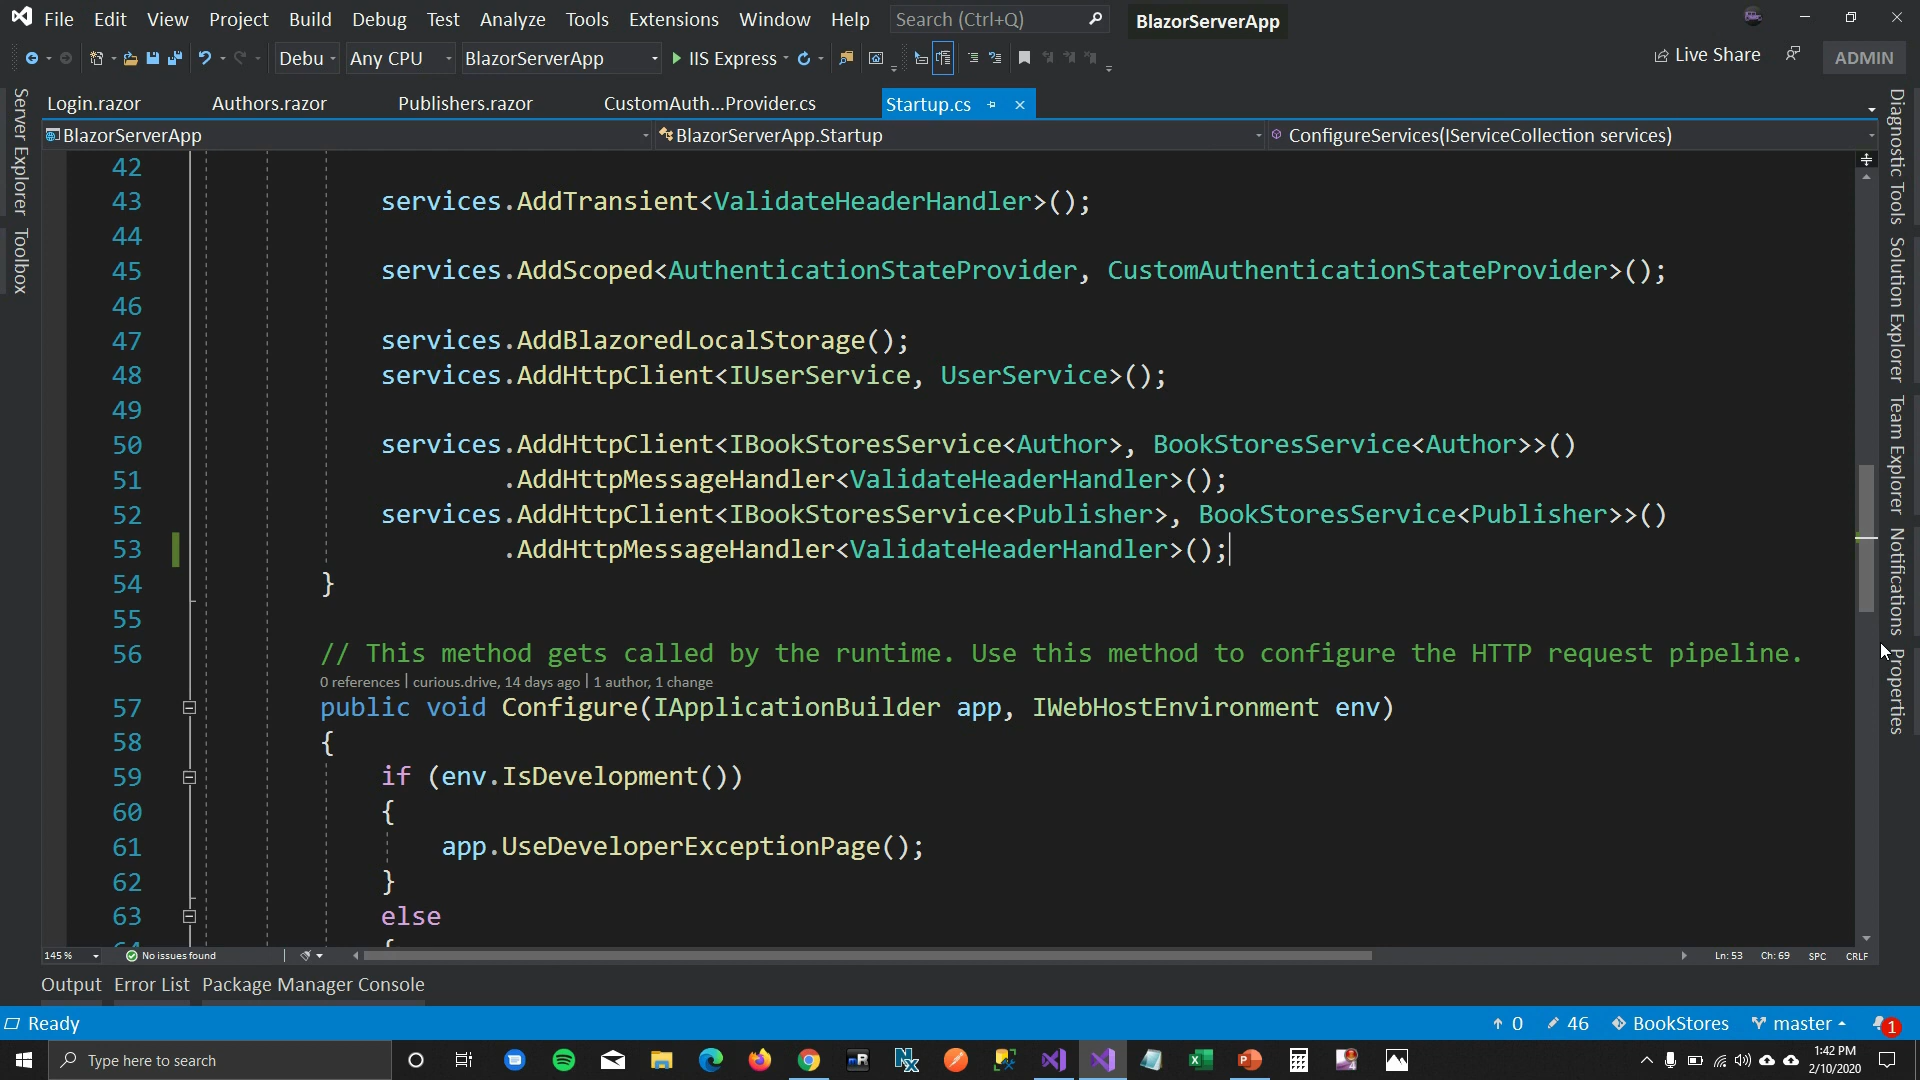 File Edit View Project Build Debug Test Analyze Tools Extensions Window Help Search (Ctrl+Q) BlazorServerApp
Debu Any CPU BlazorServerApp IIS Express Live Share ADMIN
Login.razor Authors.razor Publishers.razor CustomAuth...Provider.cs Startup.cs
BlazorServerApp BlazorServerApp.Startup ConfigureServices(IServiceCollection services)
Server Explorer
Toolbox
42
43 services.AddTransient<ValidateHeaderHandler>();
44
45 services.AddScoped<AuthenticationStateProvider, CustomAuthenticationStateProvider>();
46
47 services.AddBlazoredLocalStorage();
48 services.AddHttpClient<IUserService, UserService>();
49
50 services.AddHttpClient<IBookStoresService<Author>, BookStoresService<Author>>()
51 .AddHttpMessageHandler<ValidateHeaderHandler>();
52 services.AddHttpClient<IBookStoresService<Publisher>, BookStoresService<Publisher>>()
53 .AddHttpMessageHandler<ValidateHeaderHandler>();
54 }
55
56 // This method gets called by the runtime. Use this method to configure the HTTP request pipeline.
0 references | curious.drive, 14 days ago | 1 author, 1 change
57 public void Configure(IApplicationBuilder app, IWebHostEnvironment env)
58 {
59 if (env.IsDevelopment())
60 {
61 app.UseDeveloperExceptionPage();
62 }
63 else
64 {
Diagnostic Tools
Solution Explorer
Team Explorer
Notifications
Properties
145 % No issues found Ln: 53 Ch: 69 SPC CRLF
Output Error List Package Manager Console
Ready 0 46 BookStores master 1
Type here to search 1:42 PM
2/10/2020